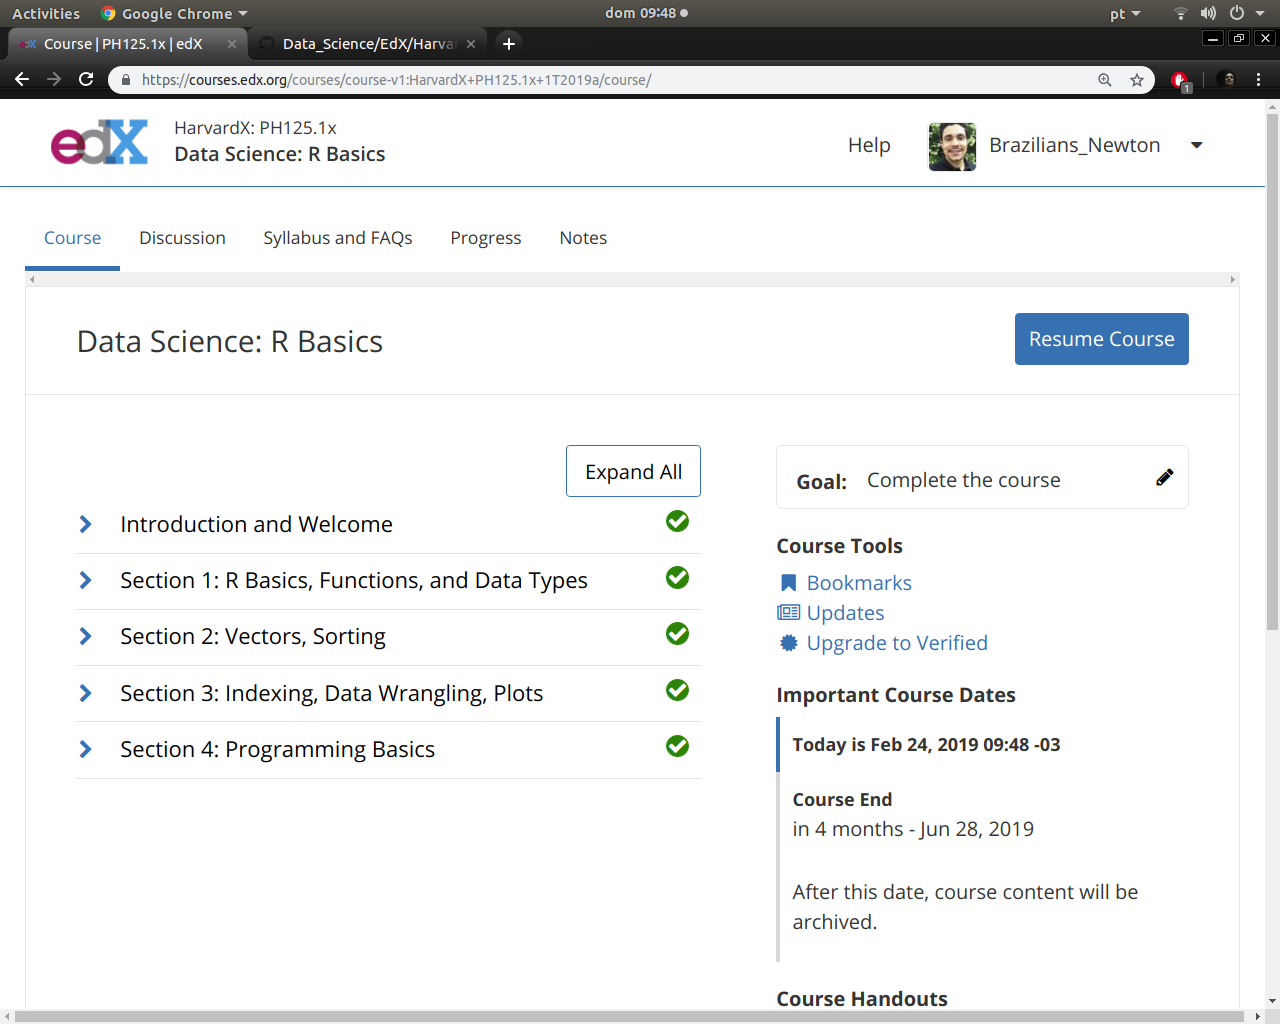 Activities
Google Chrome
dom 09:48
pt
Course | PH125.1x | edX
Data_Science/EdX/Harva
https://courses.edx.org/courses/course-v1:HarvardX+PH125.1x+1T2019a/course/
1
edX
HarvardX: PH125.1x
Data Science: R Basics
Help
Brazilians_Newton
Course
Discussion
Syllabus and FAQs
Progress
Notes
Data Science: R Basics
Resume Course
Expand All
Introduction and Welcome
Section 1: R Basics, Functions, and Data Types
Section 2: Vectors, Sorting
Section 3: Indexing, Data Wrangling, Plots
Section 4: Programming Basics
Goal: Complete the course
Course Tools
Bookmarks
Updates
Upgrade to Verified
Important Course Dates
Today is Feb 24, 2019 09:48 -03
Course End
in 4 months - Jun 28, 2019
After this date, course content will be
archived.
Course Handouts